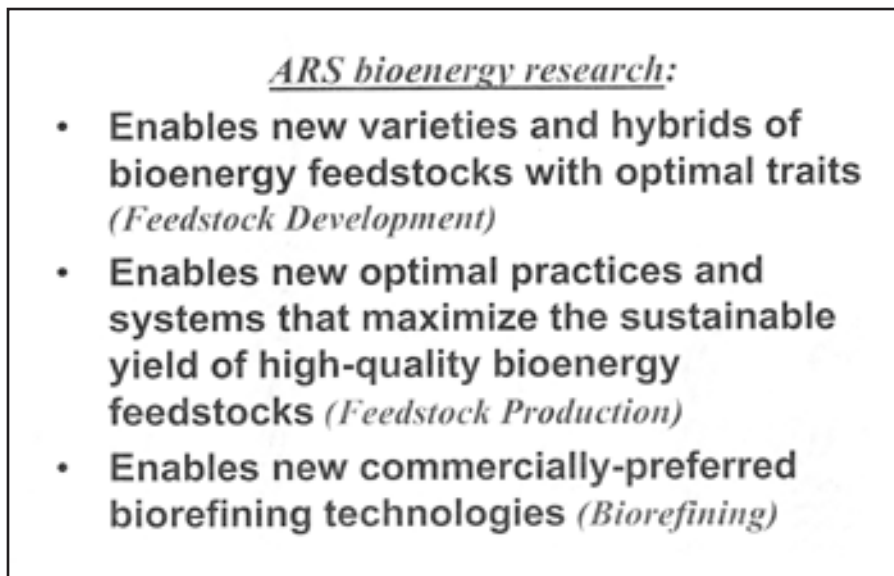 ARS bioenergy research:
• Enables new varieties and hybrids of
bioenergy feedstocks with optimal traits
(Feedstock Development)
• Enables new optimal practices and
systems that maximize the sustainable
yield of high-quality bioenergy
feedstocks (Feedstock Production)
• Enables new commercially-preferred
biorefining technologies (Biorefining)